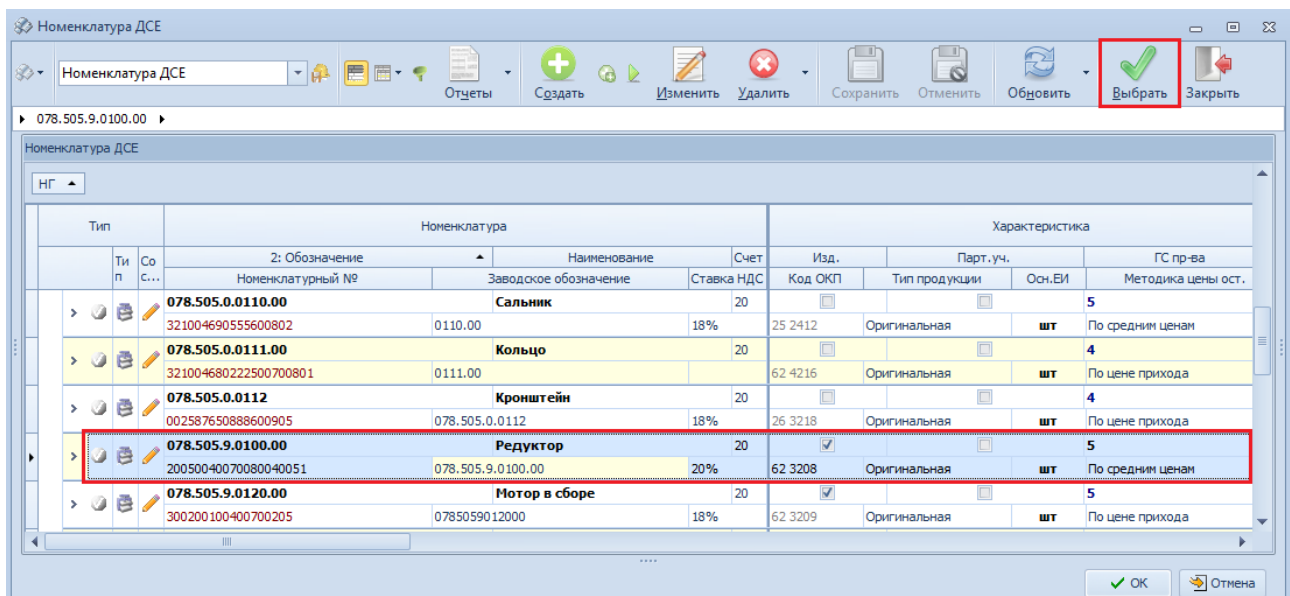 Номенклатура ДСЕ
Номенклатура ДСЕ Отчеты Создать Изменить Удалить Сохранить Отменить Обновить Выбрать Закрыть
078.505.9.0100.00
Номенклатура ДСЕ
НГ
Тип Номенклатура Характеристика
Ти Со 2: Обозначение Наименование Счет Изд. Парт.уч. ГС пр-ва
п с... Номенклатурный № Заводское обозначение Ставка НДС Код ОКП Тип продукции Осн.ЕИ Методика цены ост.
078.505.0.0110.00 Сальник 20 5
321004690555600802 0110.00 18% 25 2412 Оригинальная шт По средним ценам
078.505.0.0111.00 Кольцо 20 4
321004680222500700801 0111.00 62 4216 Оригинальная шт По цене прихода
078.505.0.0112 Кронштейн 20 4
002587650888600905 078.505.0.0112 18% 26 3218 Оригинальная шт По цене прихода
078.505.9.0100.00 Редуктор 20 5
20050040070080040051 078.505.9.0100.00 20% 62 3208 Оригинальная шт По средним ценам
078.505.9.0120.00 Мотор в сборе 20 5
300200100400700205 0785059012000 18% 62 3209 Оригинальная шт По цене прихода
ОК Отмена